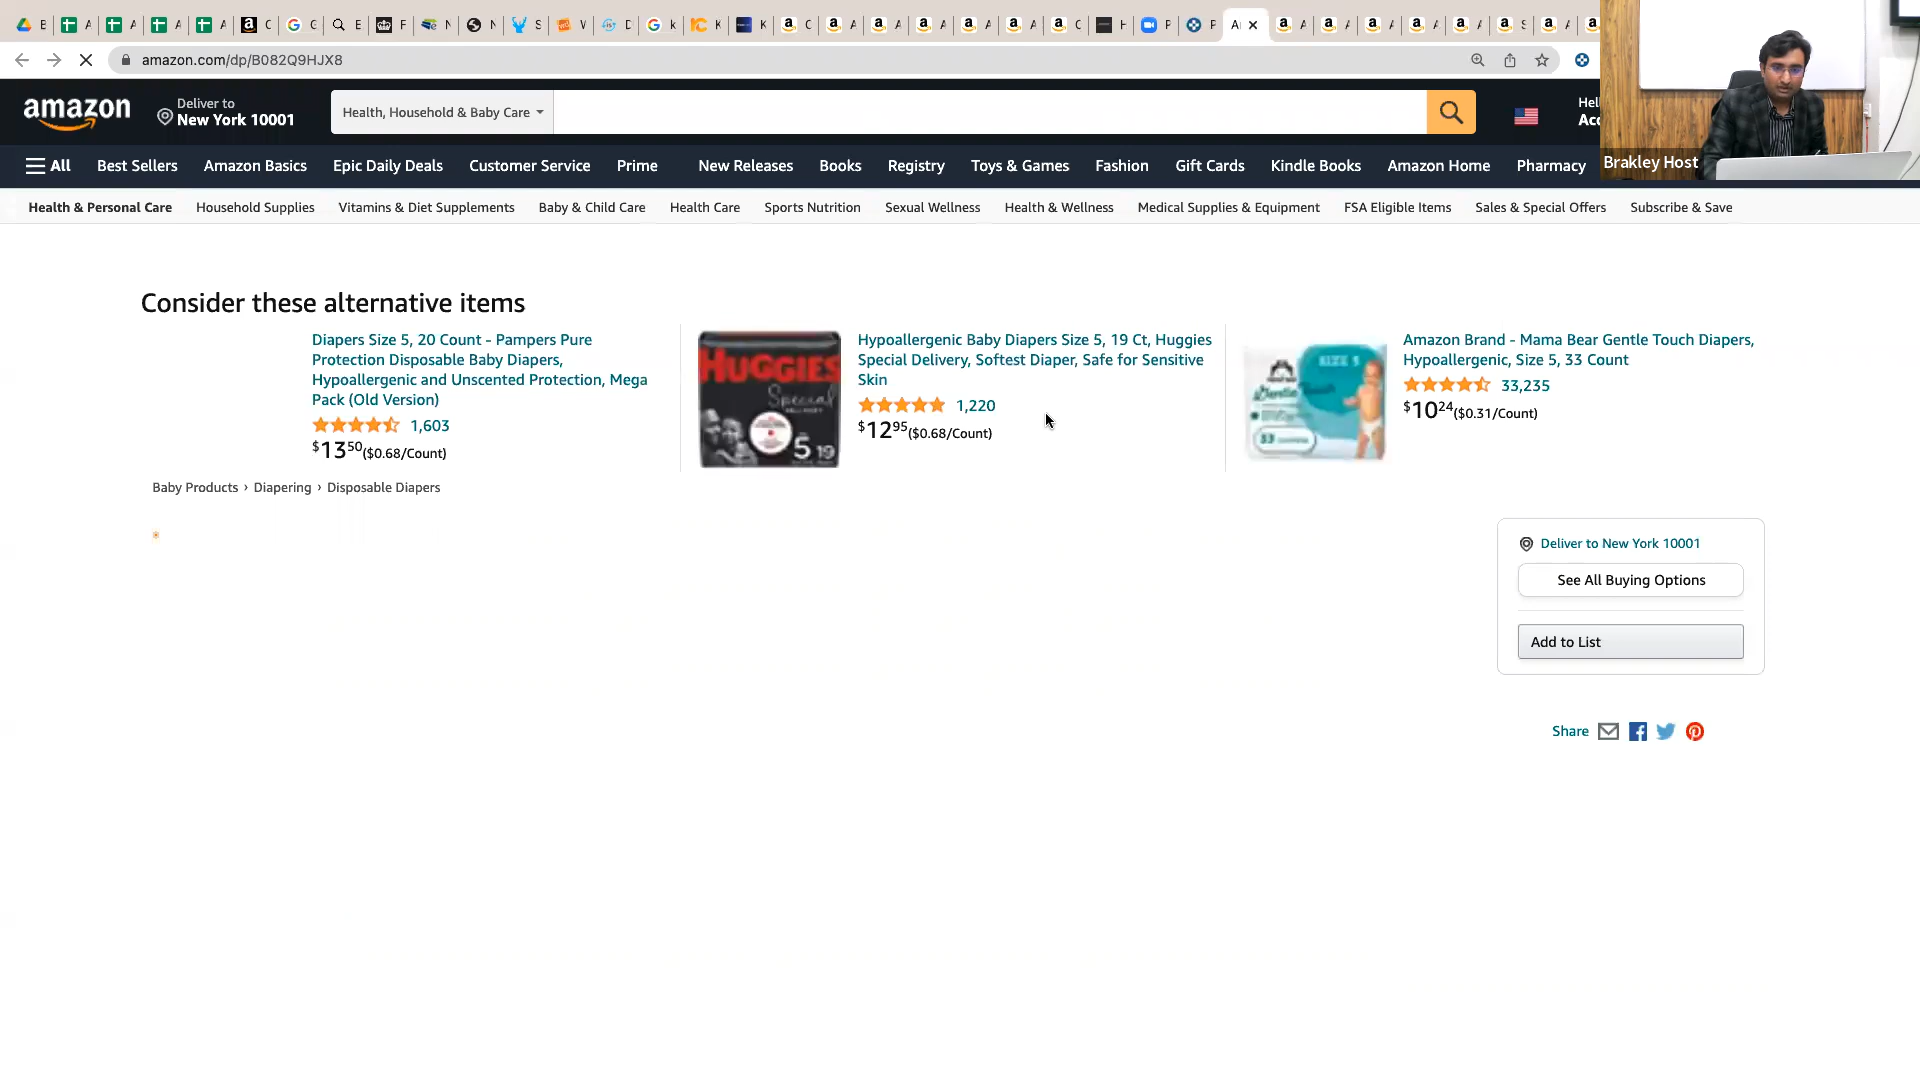 amazon.com/dp/B082Q9HJX8
amazon
Deliver to
New York 10001
Health, Household & Baby Care
Hel
Acc
Brakley Host
All Best Sellers Amazon Basics Epic Daily Deals Customer Service Prime New Releases Books Registry Toys & Games Fashion Gift Cards Kindle Books Amazon Home Pharmacy
Health & Personal Care Household Supplies Vitamins & Diet Supplements Baby & Child Care Health Care Sports Nutrition Sexual Wellness Health & Wellness Medical Supplies & Equipment FSA Eligible Items Sales & Special Offers Subscribe & Save
Consider these alternative items
Diapers Size 5, 20 Count - Pampers Pure
Protection Disposable Baby Diapers,
Hypoallergenic and Unscented Protection, Mega
Pack (Old Version)
1,603
$13 50 ($0.68/Count)
HUGGIES
Special
5 19
Hypoallergenic Baby Diapers Size 5, 19 Ct, Huggies
Special Delivery, Softest Diaper, Safe for Sensitive
Skin
1,220
$12 95 ($0.68/Count)
SIZE 5
33
Amazon Brand - Mama Bear Gentle Touch Diapers,
Hypoallergenic, Size 5, 33 Count
33,235
$10 24 ($0.31/Count)
Baby Products › Diapering › Disposable Diapers
Deliver to New York 10001
See All Buying Options
Add to List
Share